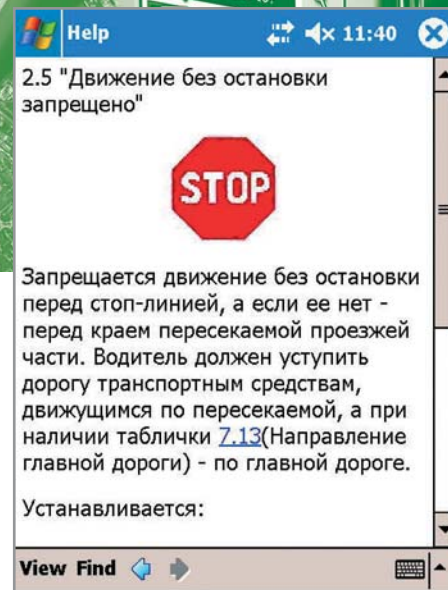 Help 11:40
2.5 "Движение без остановки
запрещено"
STOP
Запрещается движение без остановки
перед стоп-линией, а если ее нет -
перед краем пересекаемой проезжей
части. Водитель должен уступить
дорогу транспортным средствам,
движущимся по пересекаемой, а при
наличии таблички 7.13(Направление
главной дороги) - по главной дороге.
Устанавливается:
View Find